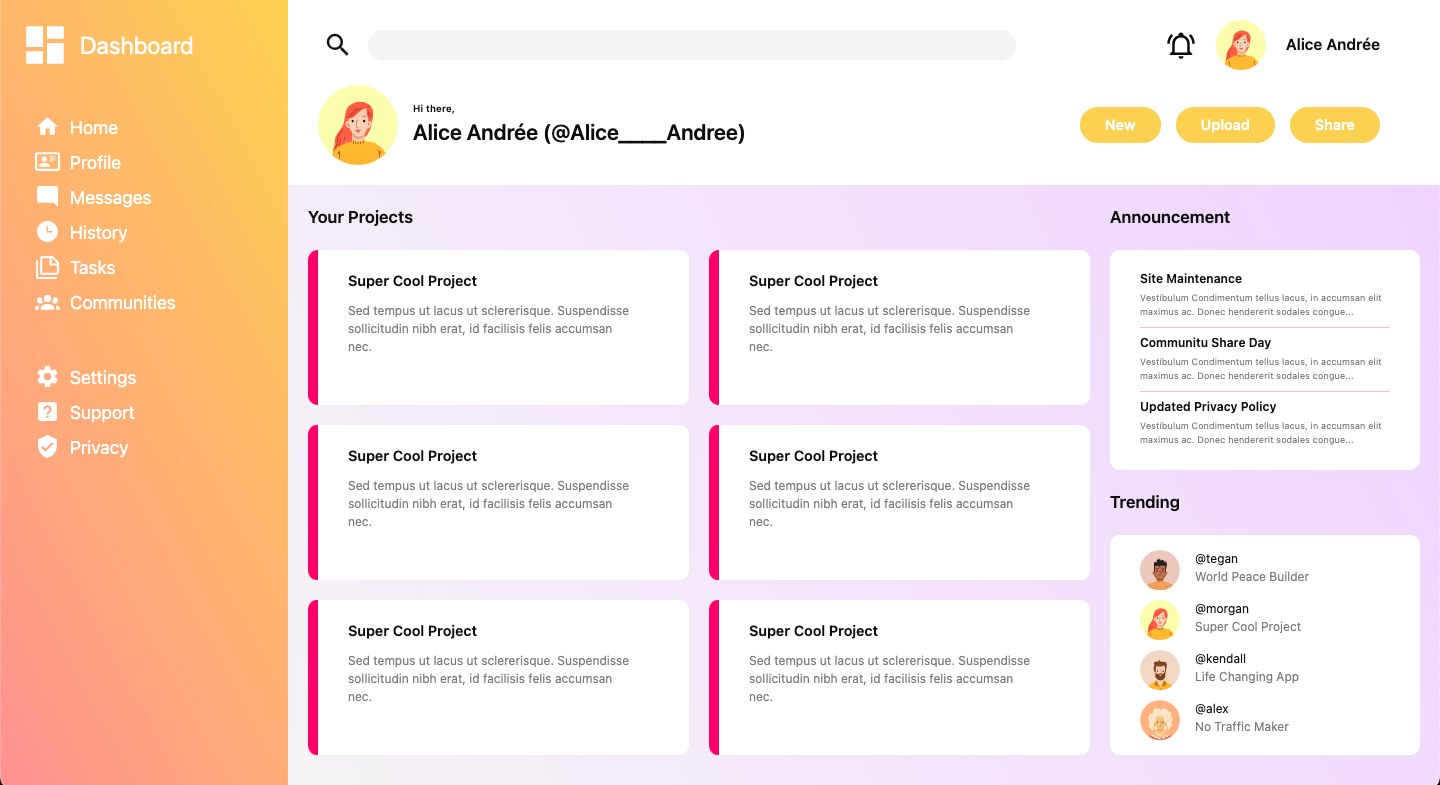 Dashboard
Home
Profile
Messages
History
Tasks
Communities
Settings
Support
Privacy
Alice Andrée
Hi there,
Alice Andrée (@Alice____Andree)
New
Upload
Share
Your Projects
Super Cool Project
Sed tempus ut lacus ut sclererisque. Suspendisse
sollicitudin nibh erat, id facilisis felis accumsan
nec.
Super Cool Project
Sed tempus ut lacus ut sclererisque. Suspendisse
sollicitudin nibh erat, id facilisis felis accumsan
nec.
Super Cool Project
Sed tempus ut lacus ut sclererisque. Suspendisse
sollicitudin nibh erat, id facilisis felis accumsan
nec.
Super Cool Project
Sed tempus ut lacus ut sclererisque. Suspendisse
sollicitudin nibh erat, id facilisis felis accumsan
nec.
Super Cool Project
Sed tempus ut lacus ut sclererisque. Suspendisse
sollicitudin nibh erat, id facilisis felis accumsan
nec.
Super Cool Project
Sed tempus ut lacus ut sclererisque. Suspendisse
sollicitudin nibh erat, id facilisis felis accumsan
nec.
Announcement
Site Maintenance
Vestibulum Condimentum tellus lacus, in accumsan elit
maximus ac. Donec hendererit sodales congue...
Communitu Share Day
Vestibulum Condimentum tellus lacus, in accumsan elit
maximus ac. Donec hendererit sodales congue...
Updated Privacy Policy
Vestibulum Condimentum tellus lacus, in accumsan elit
maximus ac. Donec hendererit sodales congue...
Trending
@tegan
World Peace Builder
@morgan
Super Cool Project
@kendall
Life Changing App
@alex
No Traffic Maker